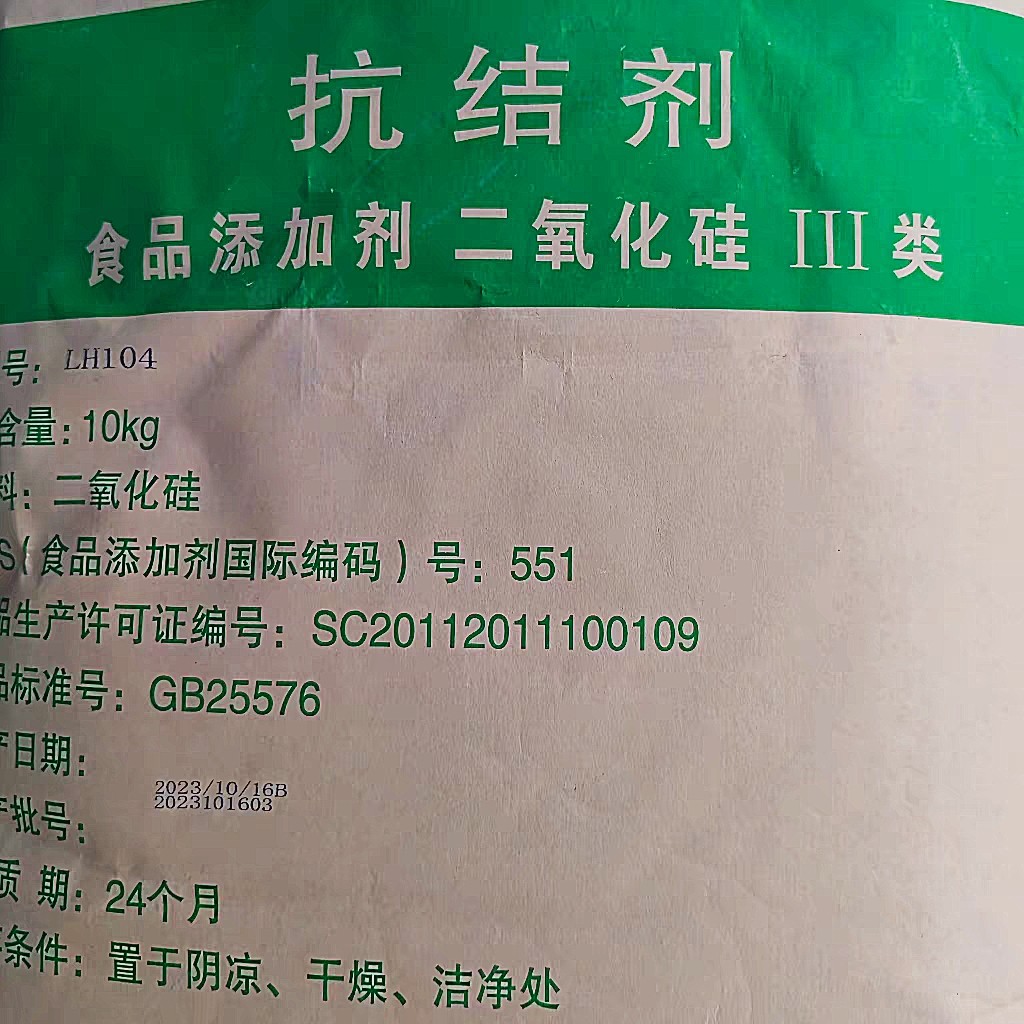 抗结剂
食品添加剂 二氧化硅 III 类
号: LH104
含量: 10kg
料: 二氧化硅
S(食品添加剂国际编码)号: 551
品生产许可证编号: SC20112011100109
品标准号: GB25576
产日期:
2023/10/16B
2023101603
产批号:
质 期: 24个月
条件: 置于阴凉、干燥、洁净处